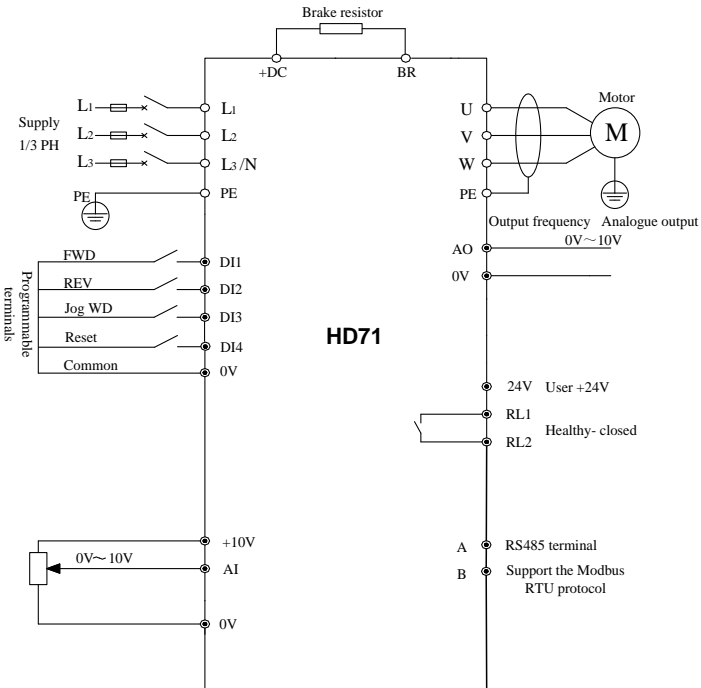 Brake resistor
+DC
BR
L1
L2
L3
Supply
1/3 PH
PE
L1
L2
L3/N
PE
U
V
W
PE
Motor
M
Output frequency Analogue output
0V～10V
AO
0V
FWD
REV
Jog WD
Reset
Common
Programmable
terminals
DI1
DI2
DI3
DI4
0V
HD71
24V User +24V
RL1
RL2
Healthy- closed
+10V
0V～10V
AI
0V
A RS485 terminal
B Support the Modbus
RTU protocol